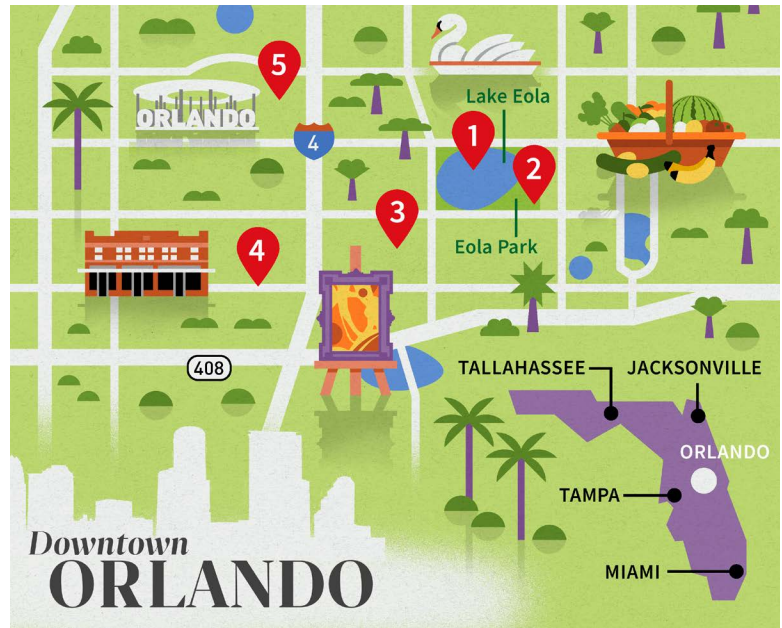 5
ORLANDO
4
Lake Eola
1
2
3
Eola Park
4
408
TALLAHASSEE
JACKSONVILLE
ORLANDO
TAMPA
MIAMI
Downtown
ORLANDO